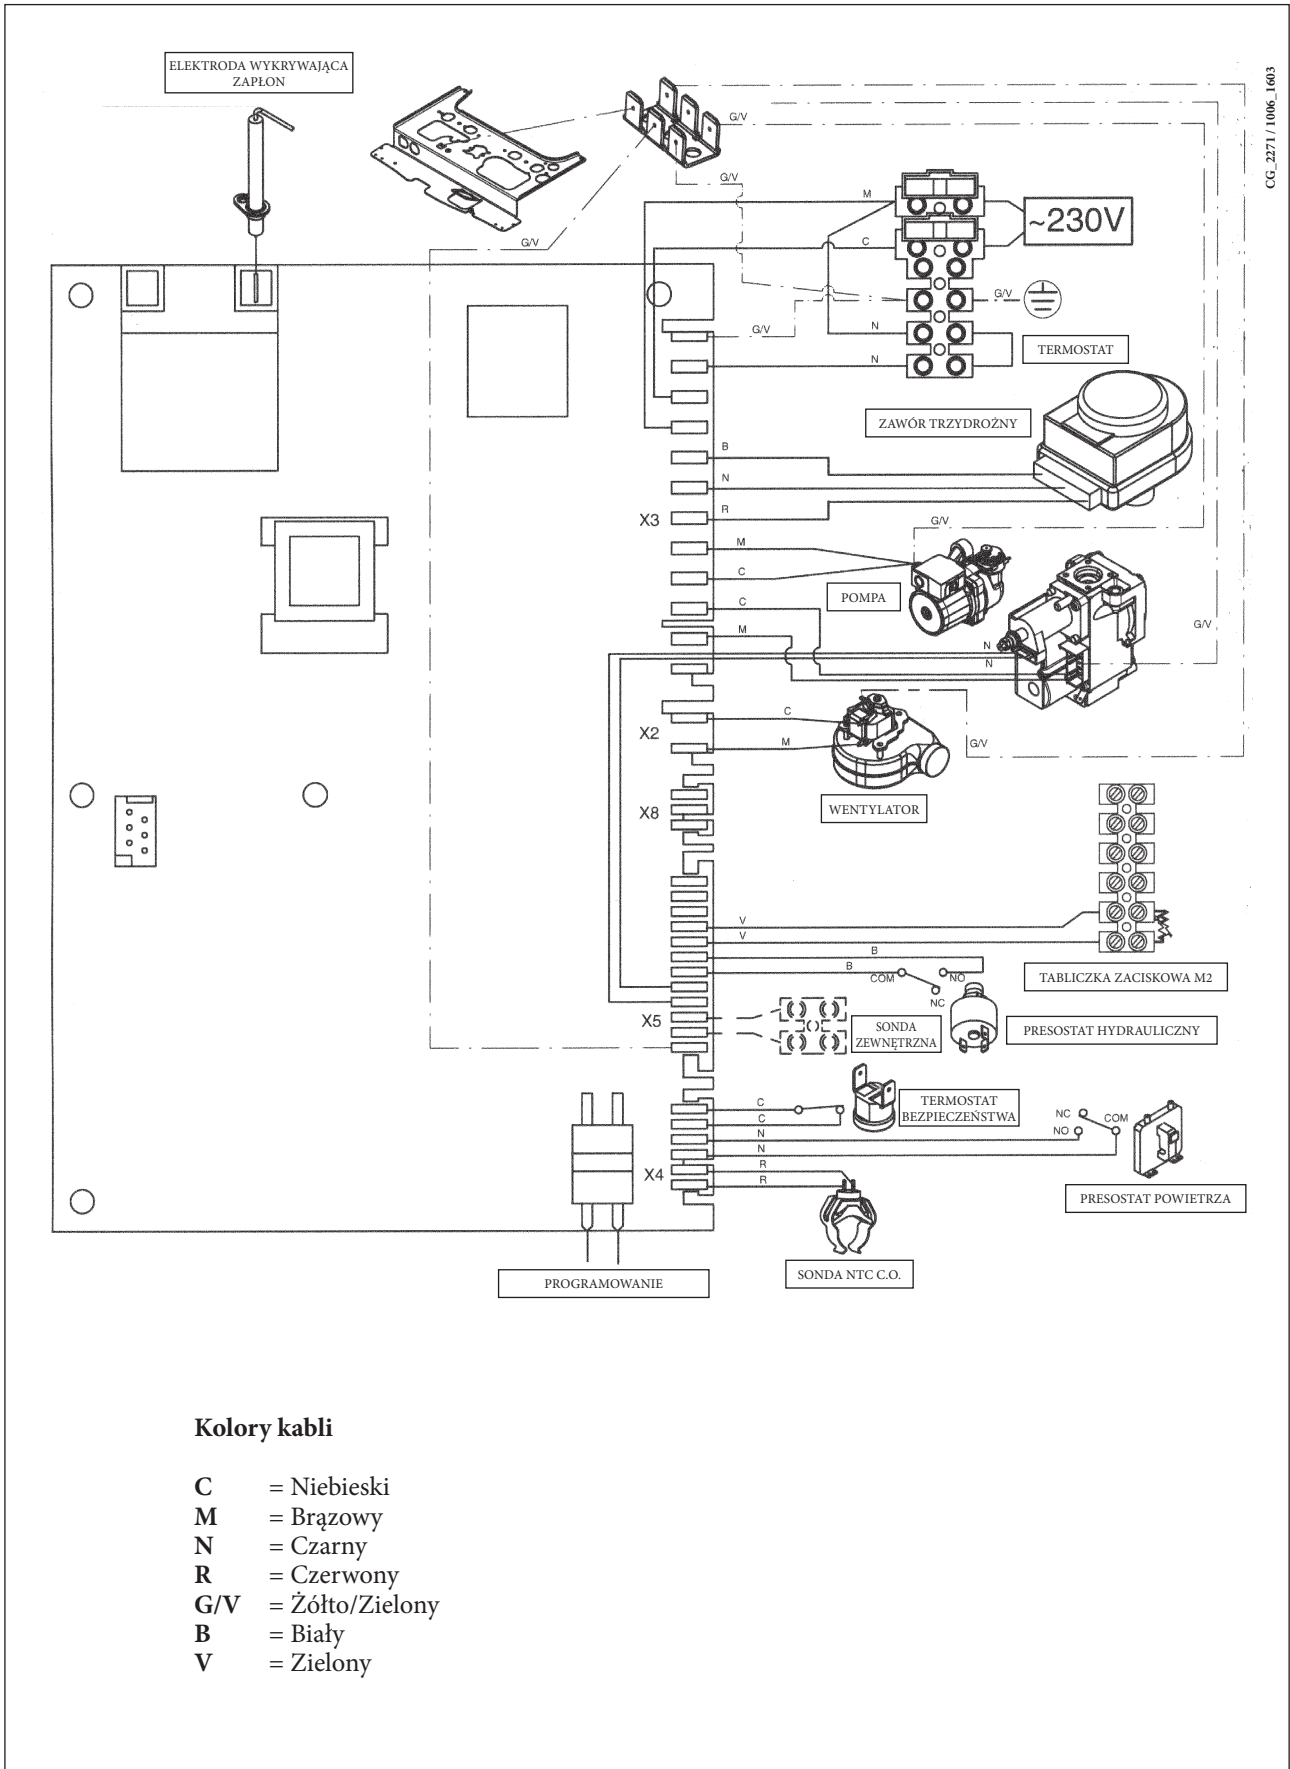 ELEKTRODA WYKRYWAJĄCA
ZAPŁON
CG_2271 / 1006_1603
G/V
G/V
G/V
M
~230V
C
G/V
G/V
N
TERMOSTAT
N
ZAWÓR TRZYDROŻNY
B
N
X3
R
G/V
M
C
POMPA
C
M
G/V
N
N
C
X2
M
G/V
X8
WENTYLATOR
V
V
B
B
COM
NO
NC
TABLICZKA ZACISKOWA M2
X5
SONDA
ZEWNĘTRZNA
PRESOSTAT HYDRAULICZNY
C
C
N
N
R
R
X4
TERMOSTAT
BEZPIECZEŃSTWA
NC
COM
NO
PRESOSTAT POWIETRZA
SONDA NTC C.O.
PROGRAMOWANIE
Kolory kabli
C = Niebieski
M = Brązowy
N = Czarny
R = Czerwony
G/V = Żółto/Zielony
B = Biały
V = Zielony